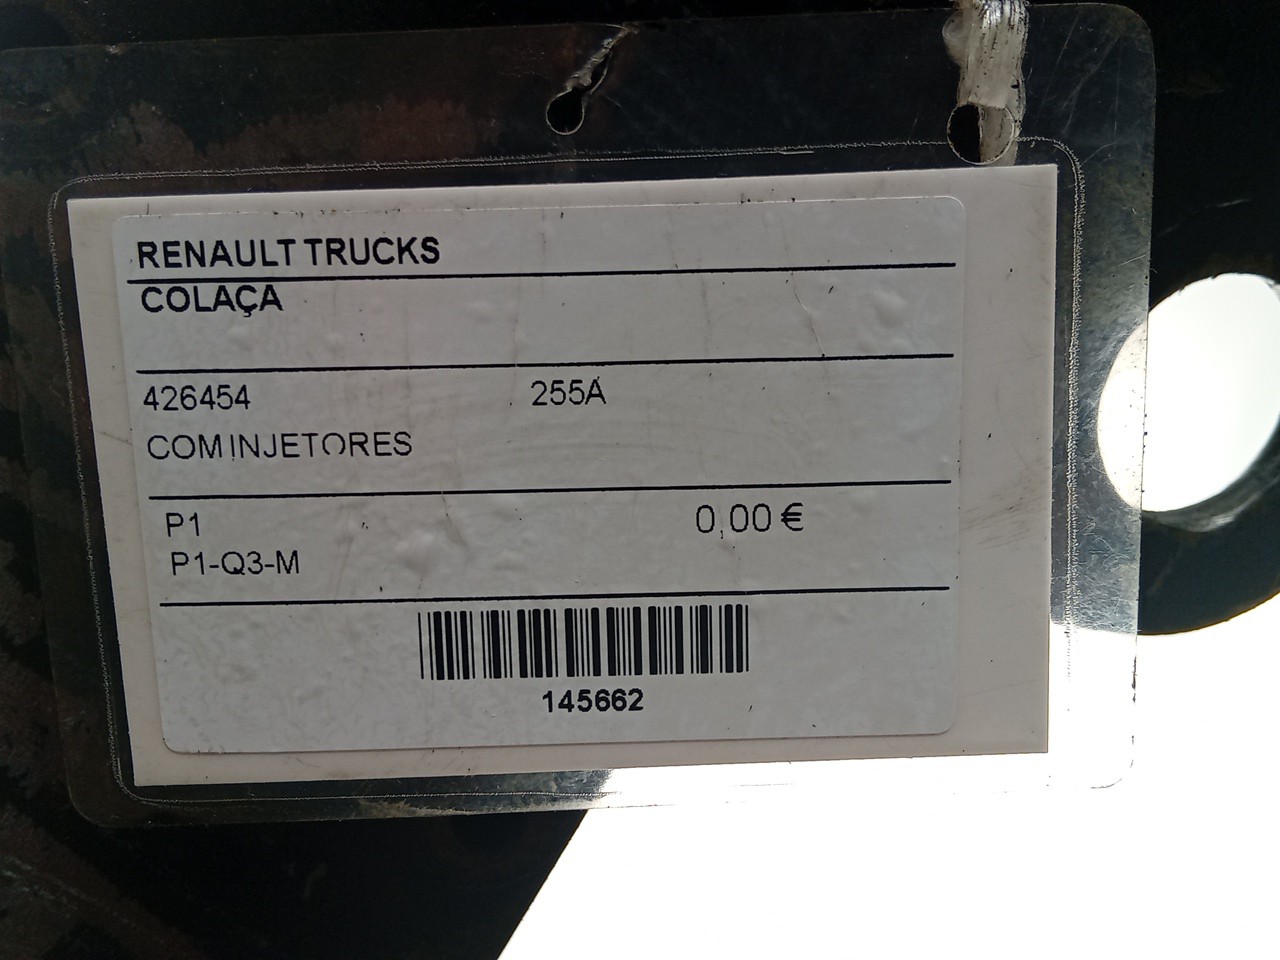 RENAULT TRUCKS
COLAÇA
426454 255A
COM INJETORES
P1 0,00 €
P1-Q3-M
145662